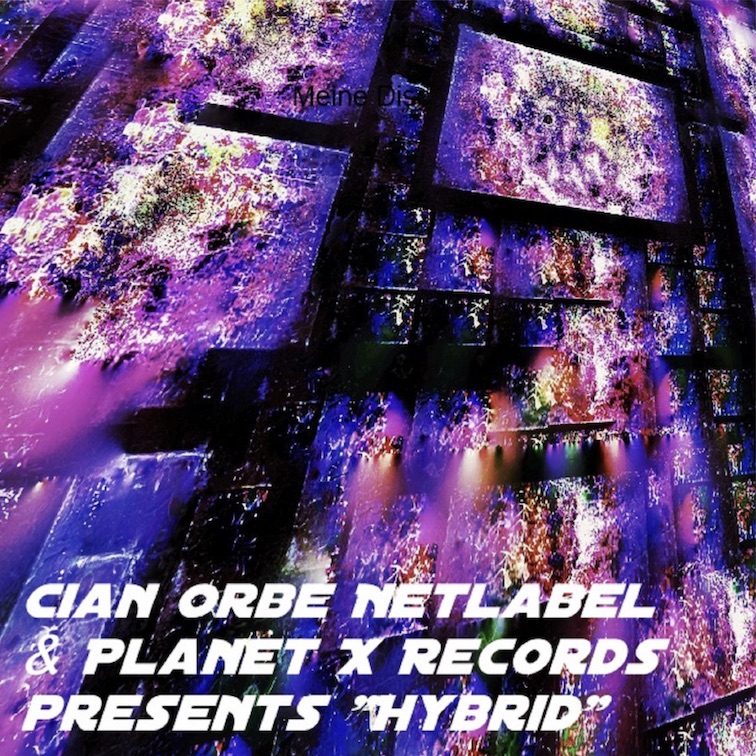 Meine Dis
CIAN ORBE NETLABEL
& PLANET X RECORDS
PRESENTS "HYBRID"